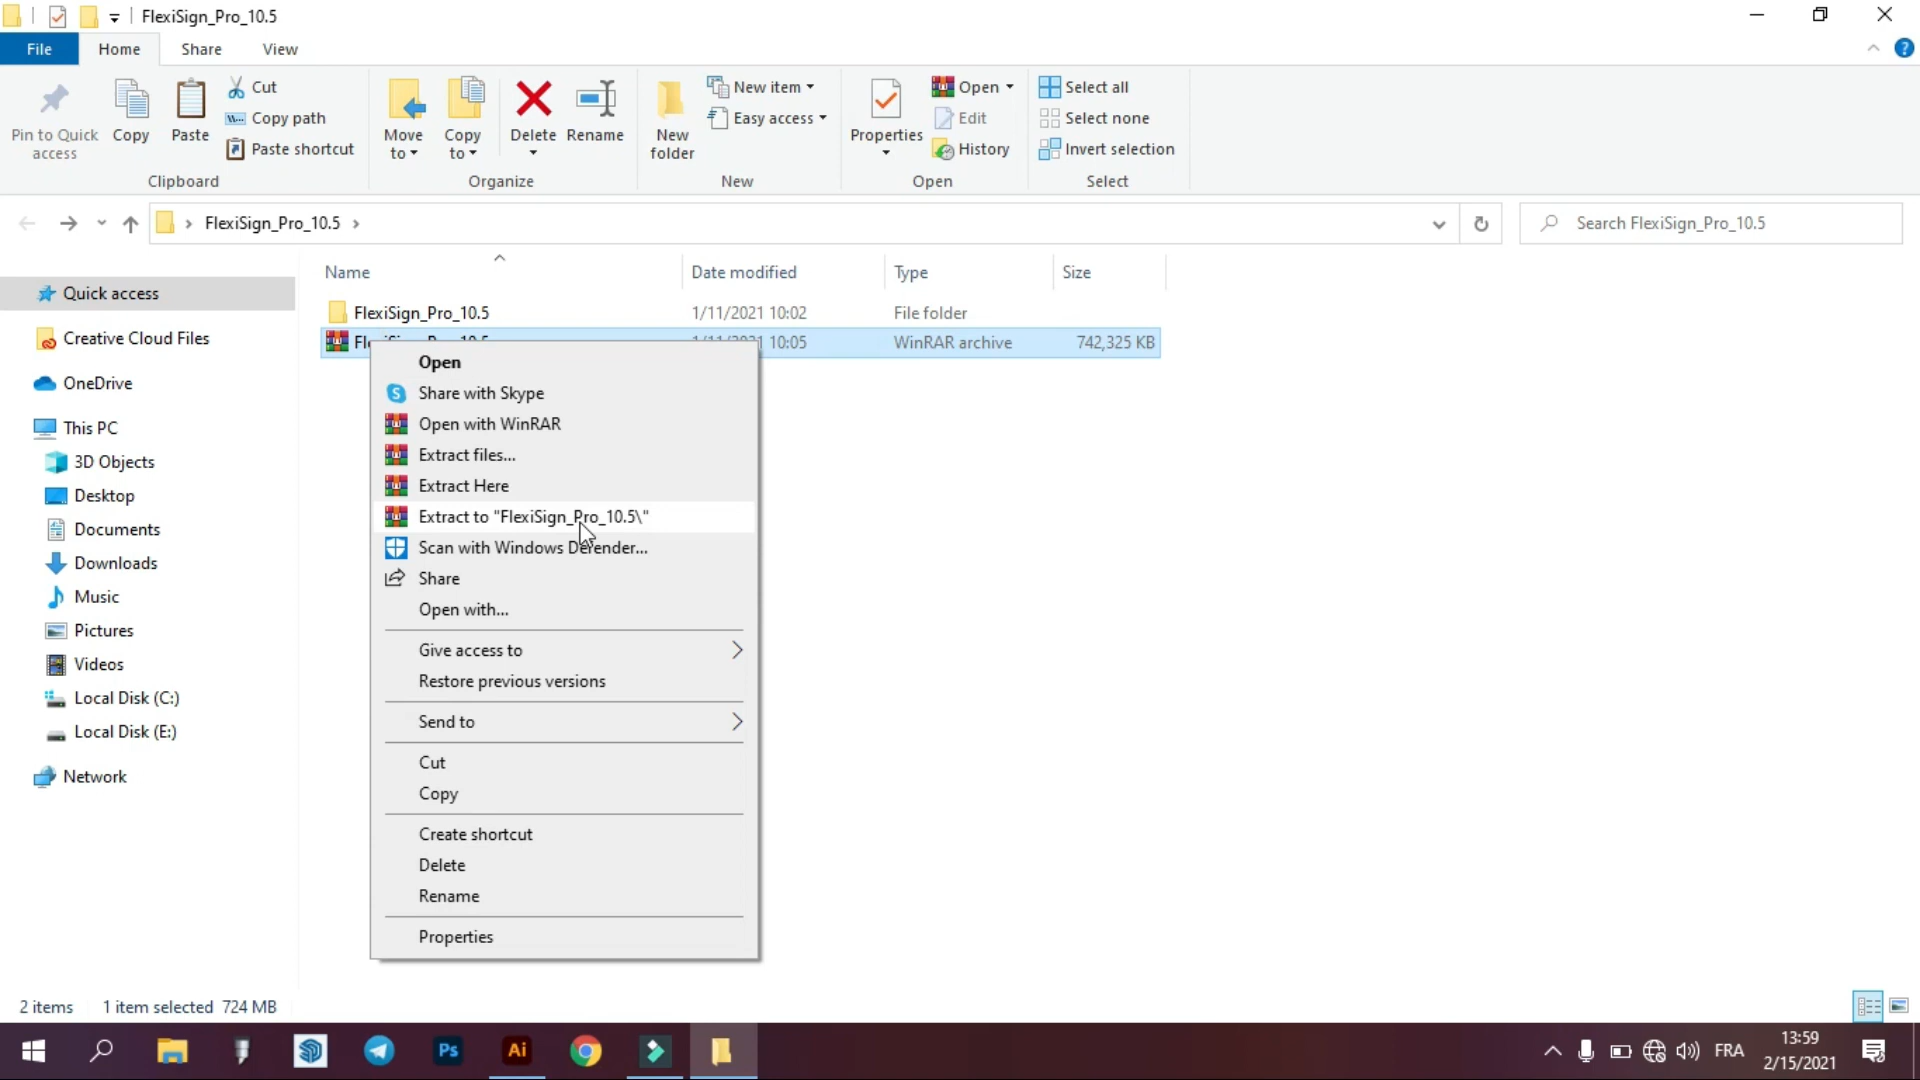 FlexiSign_Pro_10.5
File Home Share View
Pin to Quick access
Copy
Paste
Cut
Copy path
Paste shortcut
Clipboard
Move to
Copy to
Delete
Rename
Organize
New folder
New item
Easy access
New
Properties
Open
Edit
History
Open
Select all
Select none
Invert selection
Select
FlexiSign_Pro_10.5
Search FlexiSign_Pro_10.5
Quick access
Creative Cloud Files
OneDrive
This PC
3D Objects
Desktop
Documents
Downloads
Music
Pictures
Videos
Local Disk (C:)
Local Disk (E:)
Network
Name Date modified Type Size
FlexiSign_Pro_10.5 1/11/2021 10:02 File folder
1/11/2021 10:05 WinRAR archive 742,325 KB
Open
Share with Skype
Open with WinRAR
Extract files...
Extract Here
Extract to "FlexiSign_Pro_10.5\"
Scan with Windows Defender...
Share
Open with...
Give access to
Restore previous versions
Send to
Cut
Copy
Create shortcut
Delete
Rename
Properties
2 items 1 item selected 724 MB
Ps
Ai
FRA
13:59
2/15/2021